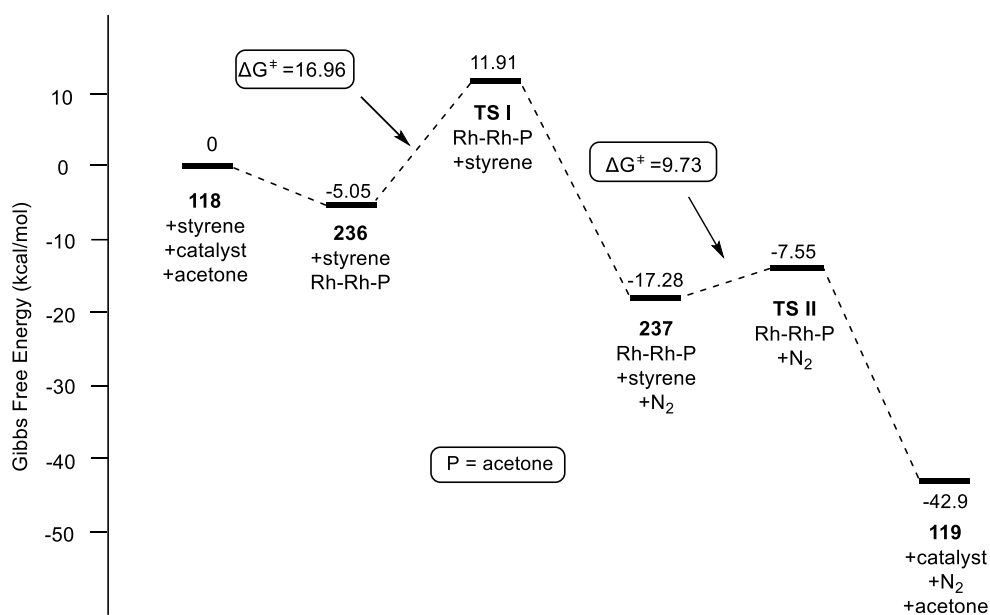 Gibbs Free Energy (kcal/mol)
10
0
-10
-20
-30
-40
-50
0
118
+styrene
+catalyst
+acetone
-5.05
236
+styrene
Rh-Rh-P
ΔG‡ =16.96
11.91
TS I
Rh-Rh-P
+styrene
-17.28
237
Rh-Rh-P
+styrene
+N₂
ΔG‡ =9.73
-7.55
TS II
Rh-Rh-P
+N₂
P = acetone
-42.9
119
+catalyst
+N₂
+acetone